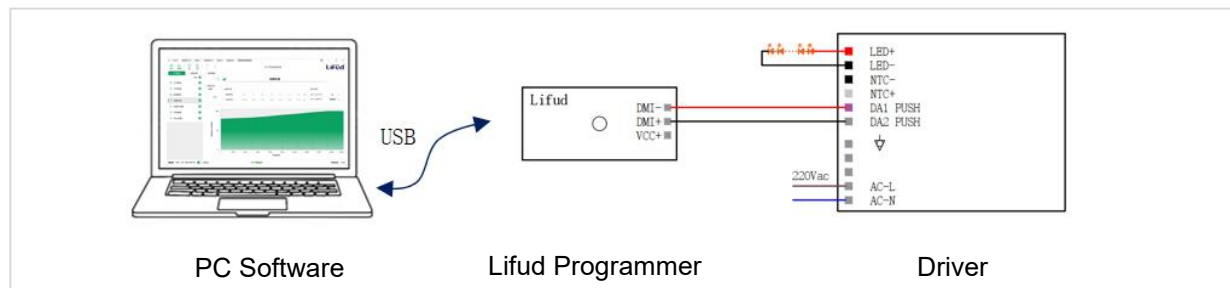 Lifud
USB
Lifud
DMI-
DMI+
VCC+
LED+
LED-
NTC-
NTC+
DA1 PUSH
DA2 PUSH
220Vac
AC-L
AC-N
PC Software
Lifud Programmer
Driver